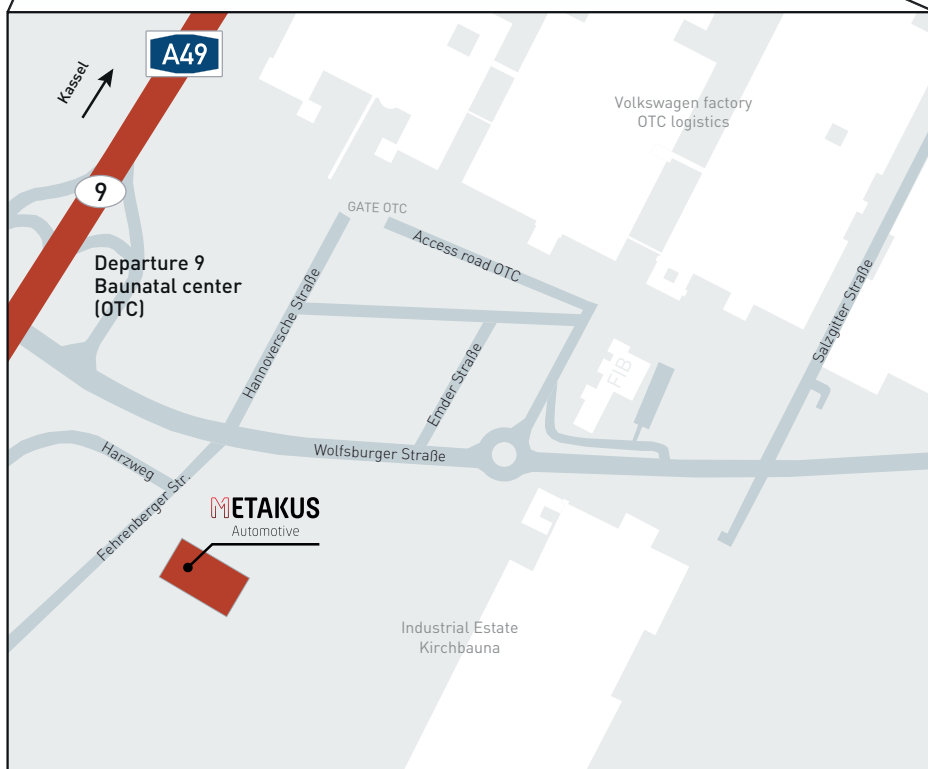 A49
Kassel
Volkswagen factory
OTC logistics
9
GATE OTC
Access road OTC
Departure 9
Baunatal center
(OTC)
Hannoversche Straße
Salzgitter Straße
Emder Straße
FIB
Wolfsburger Straße
Harzweg
Fehrenberger Str.
METAKUS
Automotive
Industrial Estate
Kirchbauna